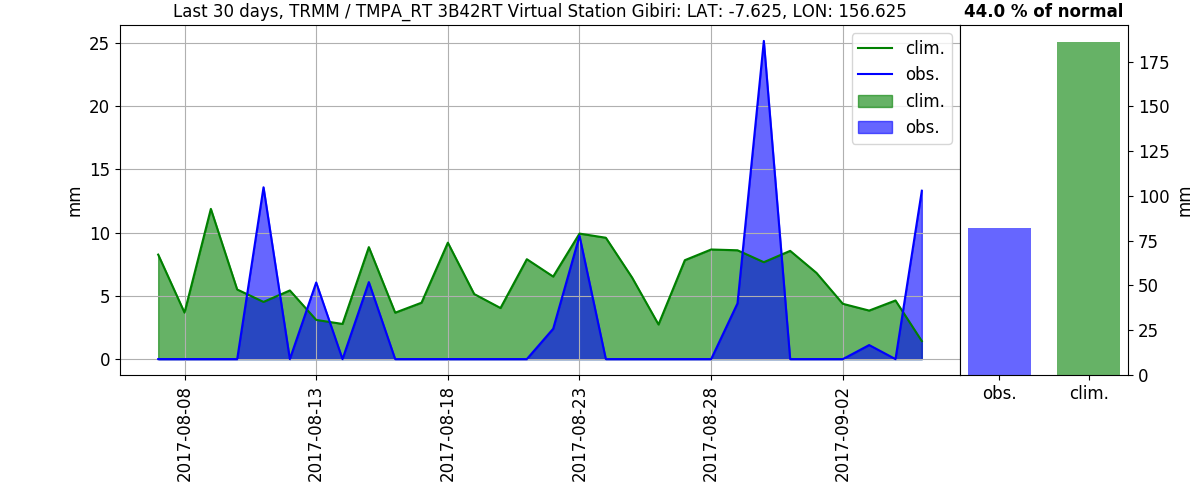 Last 30 days, TRMM / TMPA_RT 3B42RT Virtual Station Gibiri: LAT: -7.625, LON: 156.625
44.0 % of normal
clim.
obs.
clim.
obs.
mm
25
20
15
10
5
0
2017-08-08
2017-08-13
2017-08-18
2017-08-23
2017-08-28
2017-09-02
175
150
125
100
75
50
25
0
mm
obs.
clim.